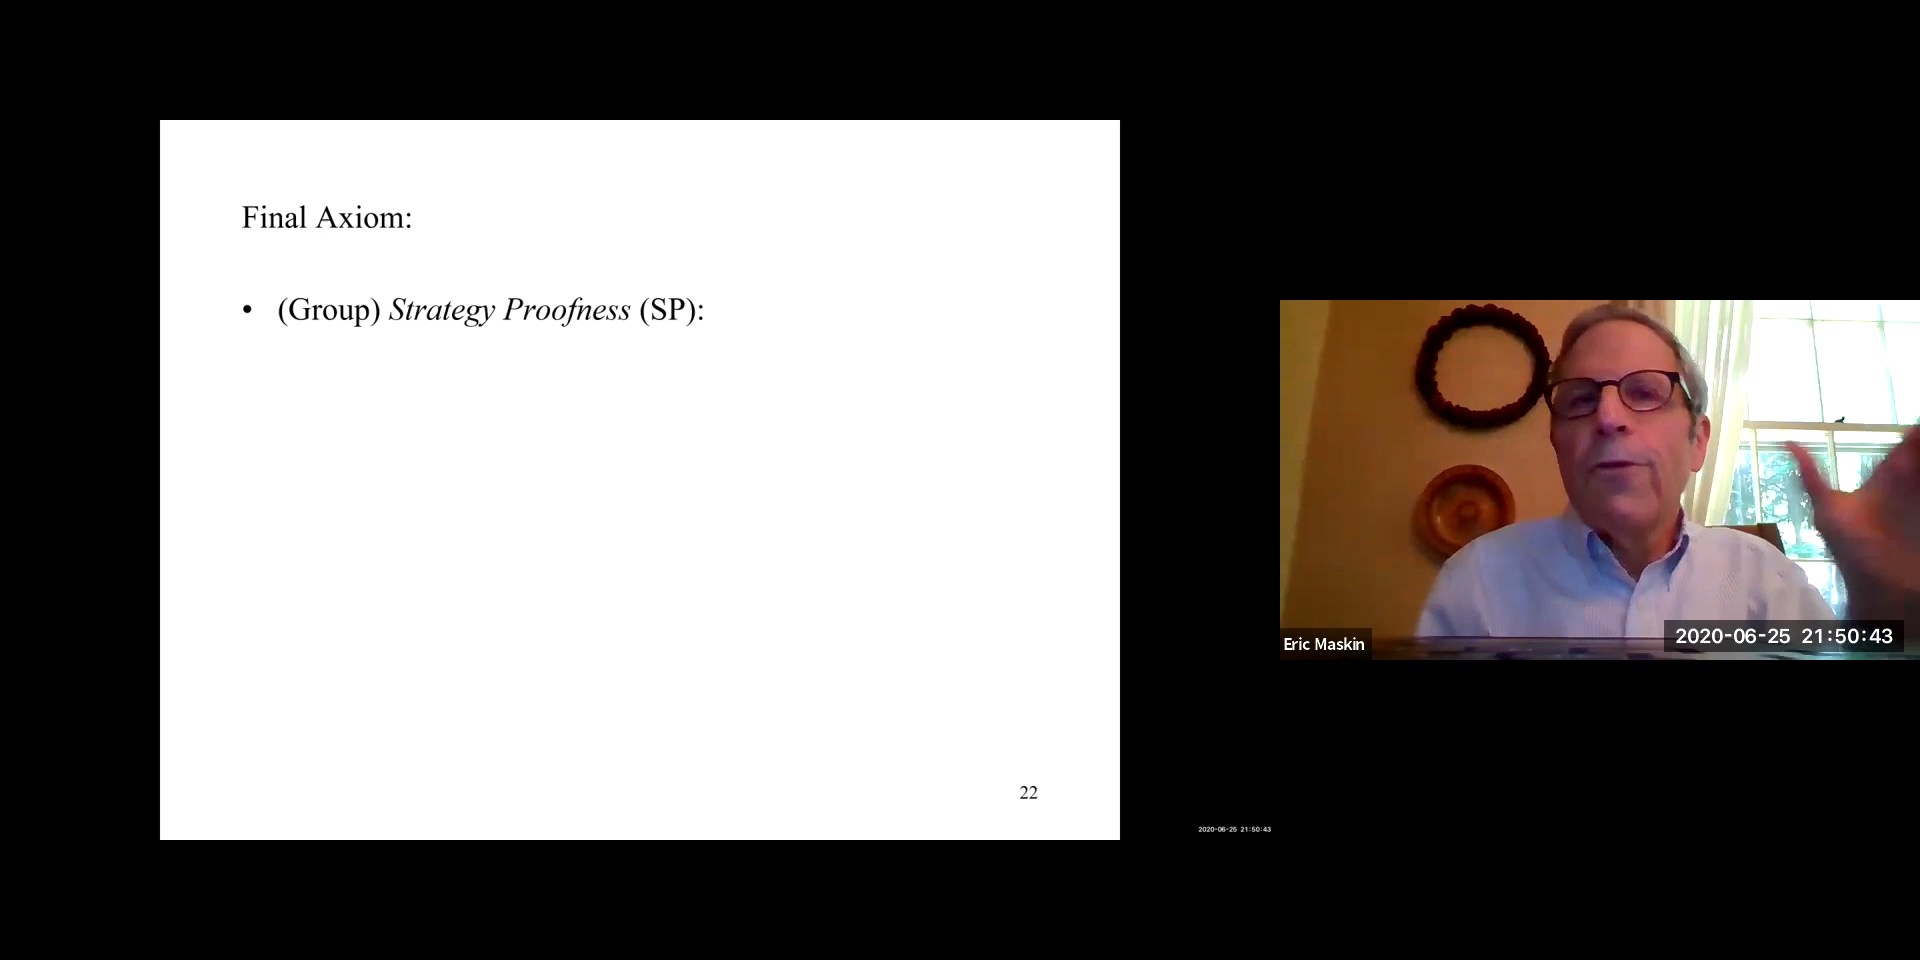 Final Axiom:
• (Group) Strategy Proofness (SP):
22
Eric Maskin
2020-06-25 21:50:43
2020-06-25 21:50:43